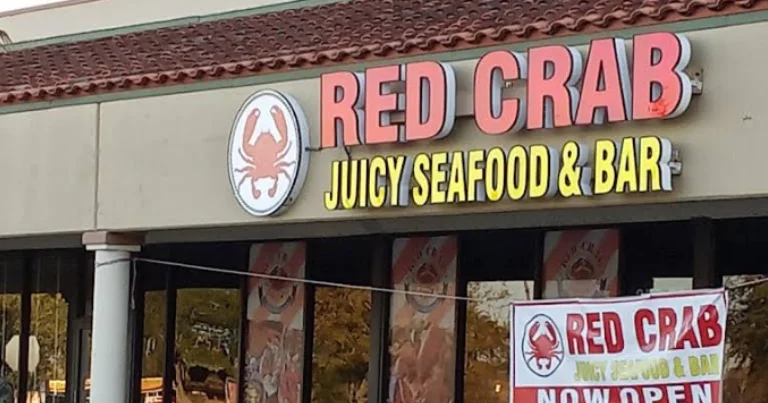 RED CRAB
JUICY SEAFOOD & BAR
RED CRAB
JUICY SEAFOOD & BAR
NOW OPEN